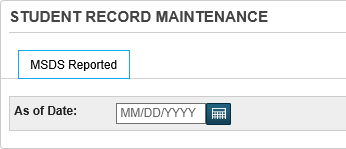 STUDENT RECORD MAINTENANCE
MSDS Reported
As of Date: MM/DD/YYYY